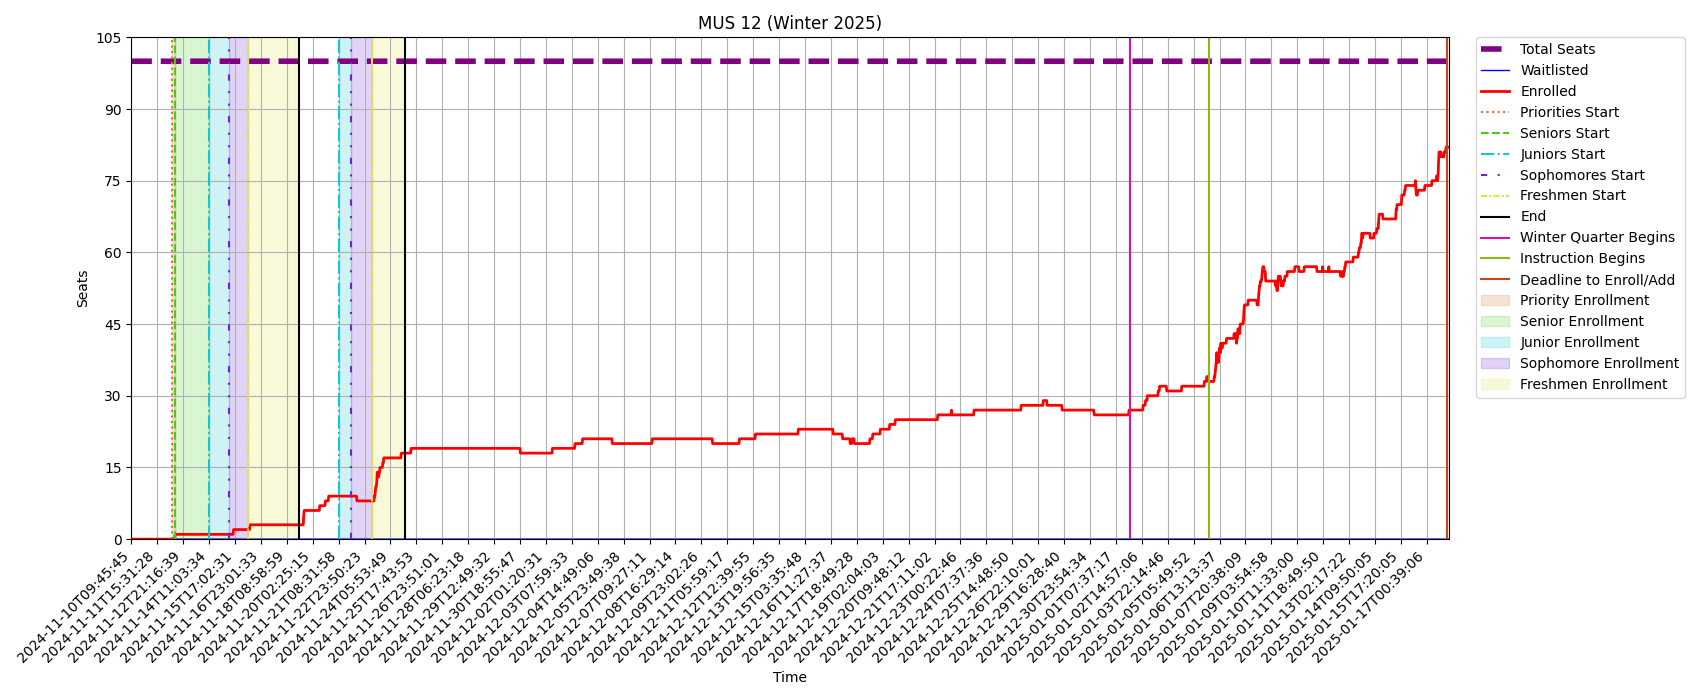 MUS 12 (Winter 2025)
105
90
75
60
45
30
15
0
Seats
2024-11-10T09:45:45
2024-11-11T15:31:28
2024-11-12T21:16:39
2024-11-14T11:03:34
2024-11-15T17:02:31
2024-11-16T23:01:33
2024-11-18T08:58:59
2024-11-20T02:25:15
2024-11-21T08:31:58
2024-11-22T23:50:23
2024-11-24T05:53:49
2024-11-25T17:43:53
2024-11-26T23:51:01
2024-11-28T06:23:18
2024-11-29T12:49:32
2024-11-30T18:55:47
2024-12-02T01:20:31
2024-12-03T07:59:33
2024-12-04T14:49:06
2024-12-05T23:49:38
2024-12-07T09:27:11
2024-12-08T16:29:14
2024-12-09T23:02:26
2024-12-11T05:59:17
2024-12-12T12:39:55
2024-12-13T19:56:35
2024-12-15T03:35:48
2024-12-16T11:27:37
2024-12-17T18:49:28
2024-12-19T02:04:03
2024-12-20T09:48:12
2024-12-21T17:11:02
2024-12-23T00:22:46
2024-12-24T07:37:36
2024-12-25T14:48:50
2024-12-26T22:10:01
2024-12-29T16:28:40
2024-12-30T23:54:34
2025-01-01T07:37:17
2025-01-02T14:57:06
2025-01-03T22:14:46
2025-01-05T05:49:52
2025-01-06T13:13:37
2025-01-07T20:38:09
2025-01-09T03:54:58
2025-01-10T11:33:00
2025-01-11T18:49:50
2025-01-13T02:17:22
2025-01-14T09:50:05
2025-01-15T17:20:05
2025-01-17T00:39:06
Time
Total Seats
Waitlisted
Enrolled
Priorities Start
Seniors Start
Juniors Start
Sophomores Start
Freshmen Start
End
Winter Quarter Begins
Instruction Begins
Deadline to Enroll/Add
Priority Enrollment
Senior Enrollment
Junior Enrollment
Sophomore Enrollment
Freshmen Enrollment